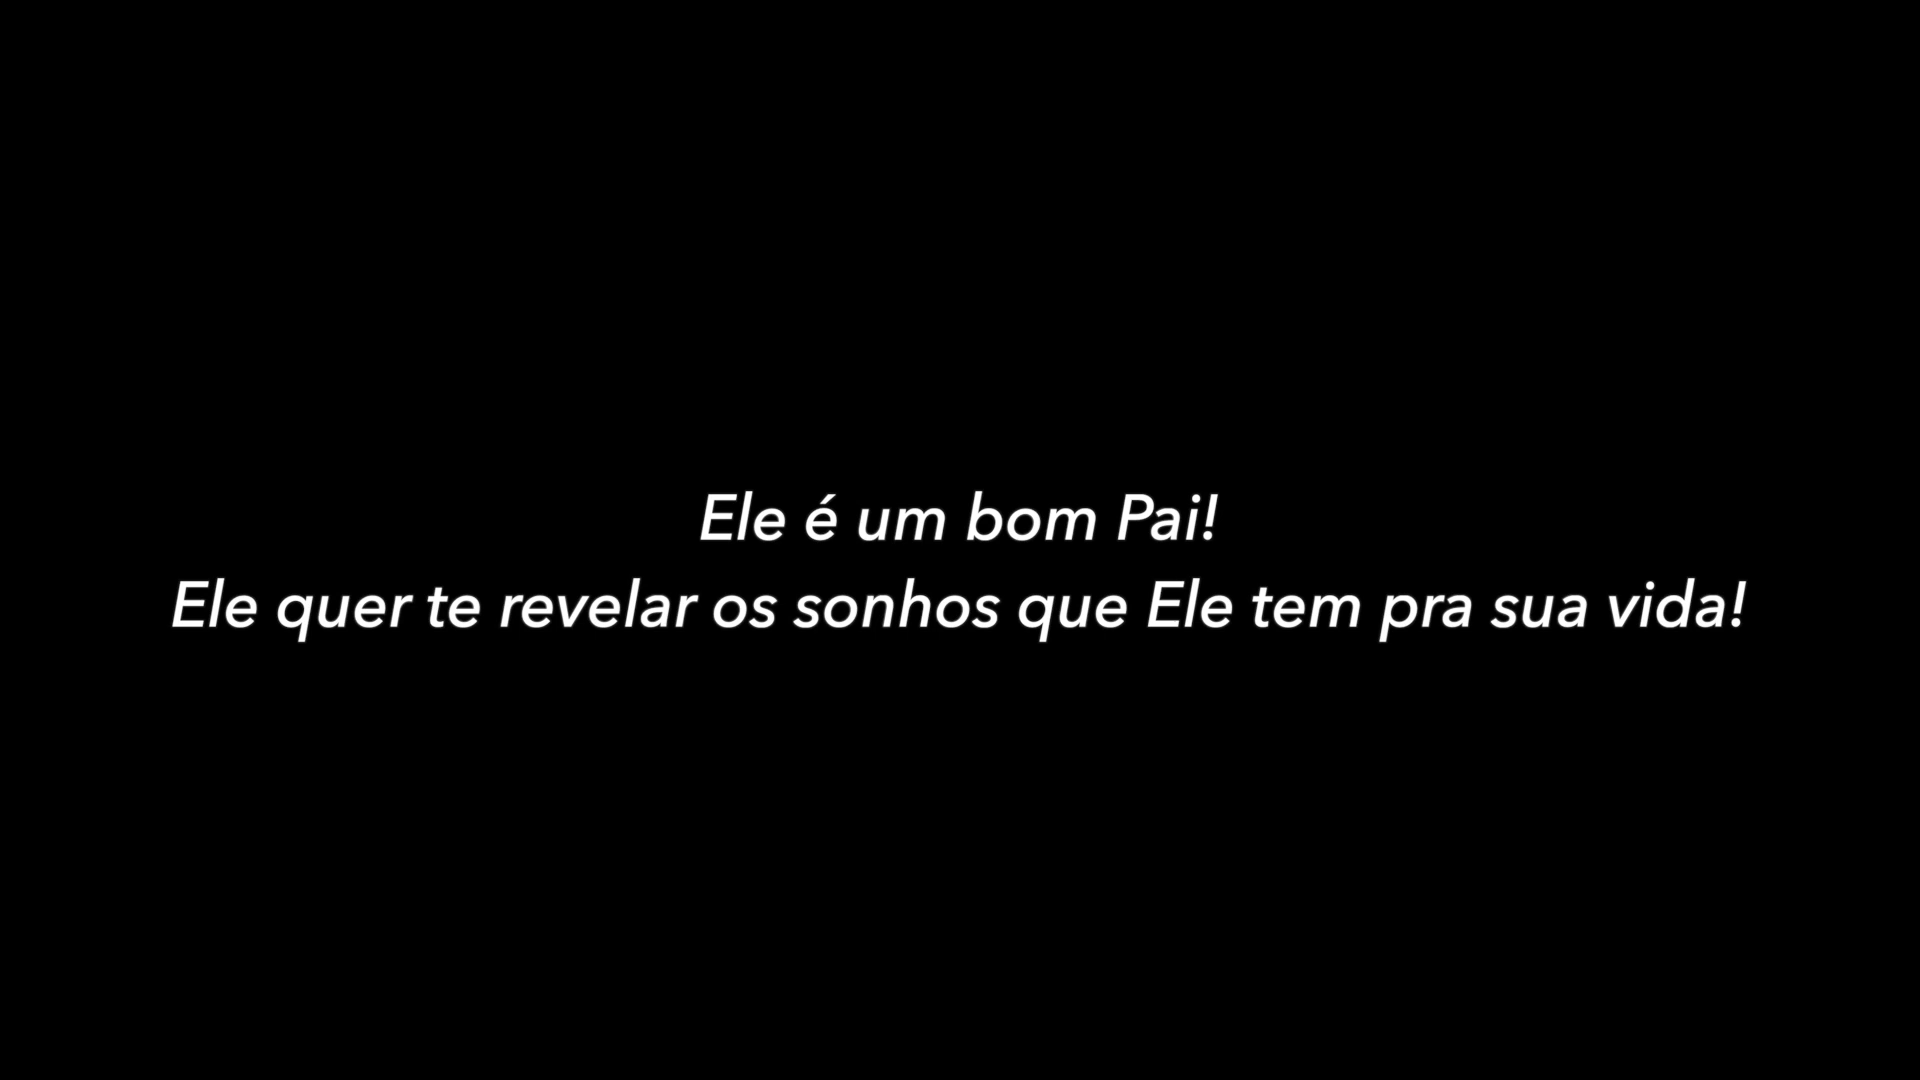 Ele é um bom Pai!
Ele quer te revelar os sonhos que Ele tem pra sua vida!